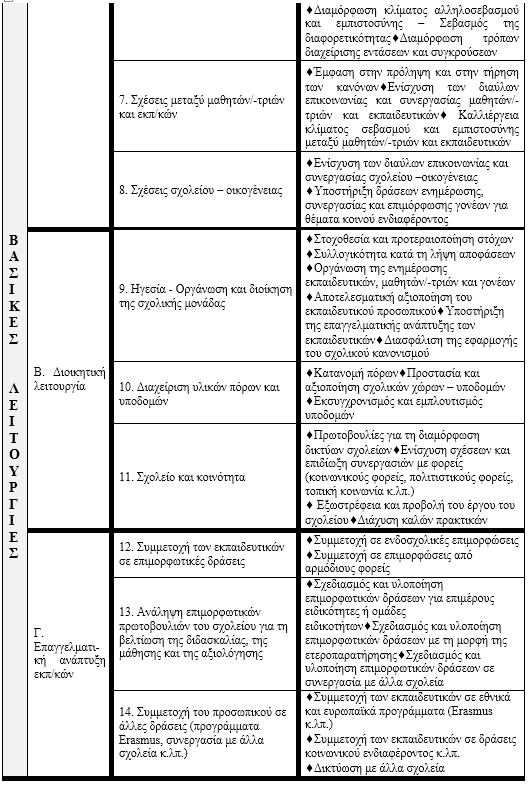 ♦Διαμόρφωση κλίματος αλληλοσεβασμού
και εμπιστοσύνης – Σεβασμός της
διαφορετικότητας♦Διαμόρφωση τρόπων
διαχείρισης εντάσεων και συγκρούσεων
7. Σχέσεις μεταξύ μαθητών/-τριών
και εκπ/κών
♦Έμφαση στην πρόληψη και στην τήρηση
των κανόνων♦Ενίσχυση των διαύλων
επικοινωνίας και συνεργασίας μαθητών/-
τριών και εκπαιδευτικών♦ Καλλιέργεια
κλίματος σεβασμού και εμπιστοσύνης
μεταξύ μαθητών/-τριών και εκπαιδευτικών
8. Σχέσεις σχολείου – οικογένειας
♦Ενίσχυση των διαύλων επικοινωνίας και
συνεργασίας σχολείου –οικογένειας
♦Υποστήριξη δράσεων ενημέρωσης,
συνεργασίας και επιμόρφωσης γονέων για
θέματα κοινού ενδιαφέροντος
ΒΑΣΙΚΕΣ ΛΕΙΤΟΥΡΓΙΕΣ
Β. Διοικητική
λειτουργία
9. Ηγεσία - Οργάνωση και διοίκηση
της σχολικής μονάδας
♦Στοχοθεσία και προτεραιοποίηση στόχων
♦Συλλογικότητα κατά τη λήψη αποφάσεων
♦Οργάνωση της ενημέρωσης
εκπαιδευτικών, μαθητών/-τριών και γονέων
♦Αποτελεσματική αξιοποίηση του
εκπαιδευτικού προσωπικού♦Υποστήριξη
της επαγγελματικής ανάπτυξης των
εκπαιδευτικών♦Διασφάλιση της εφαρμογής
του σχολικού κανονισμού
10. Διαχείριση υλικών πόρων και
υποδομών
♦Κατανομή πόρων♦Προστασία και
αξιοποίηση σχολικών χώρων – υποδομών
♦Εκσυγχρονισμός και εμπλουτισμός
υποδομών
11. Σχολείο και κοινότητα
♦Πρωτοβουλίες για τη διαμόρφωση
δικτύων σχολείων♦Ενίσχυση σχέσεων και
επιδίωξη συνεργασιών με φορείς
(κοινωνικούς φορείς, πολιτιστικούς φορείς,
τοπική κοινωνία κ.λπ.)
♦ Εξωστρέφεια και προβολή του έργου του
σχολείου♦Διάχυση καλών πρακτικών
Γ.
Επαγγελματι-
κή ανάπτυξη
εκπ/κών
12. Συμμετοχή των εκπαιδευτικών
σε επιμορφωτικές δράσεις
♦Συμμετοχή σε ενδοσχολικές επιμορφώσεις
♦Συμμετοχή σε επιμορφώσεις από
αρμόδιους φορείς
13. Ανάληψη επιμορφωτικών
πρωτοβουλιών του σχολείου για τη
βελτίωση της διδασκαλίας, της
μάθησης και της αξιολόγησης
♦Σχεδιασμός και υλοποίηση
επιμορφωτικών δράσεων για επιμέρους
ειδικότητες ή ομάδες
ειδικοτήτων♦Σχεδιασμός και υλοποίηση
επιμορφωτικών δράσεων με τη μορφή της
ετεροπαρατήρησης♦Σχεδιασμός και
υλοποίηση επιμορφωτικών δράσεων σε
συνεργασία με άλλα σχολεία
14. Συμμετοχή του προσωπικού σε
άλλες δράσεις (προγράμματα
Erasmus, συνεργασία με άλλα
σχολεία κ.λπ.)
♦Συμμετοχή των εκπαιδευτικών σε εθνικά
και ευρωπαϊκά προγράμματα (Erasmus
κ.λπ.)
♦Συμμετοχή των εκπαιδευτικών σε δράσεις
κοινωνικού ενδιαφέροντος κ.λπ.
♦Δικτύωση με άλλα σχολεία